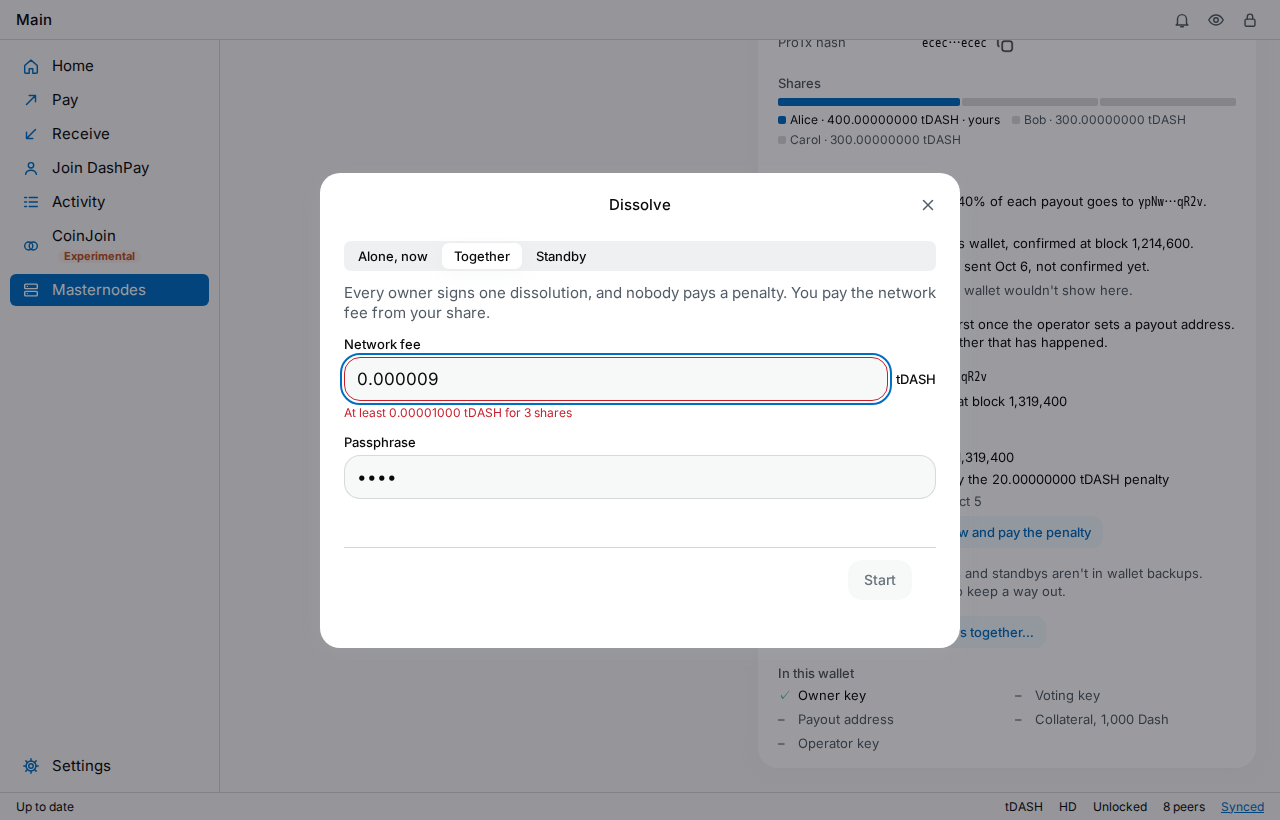 Main
Home
Pay
Receive
Join DashPay
Activity
CoinJoin
Experimental
Masternodes
Settings
ProTx hash ecec···ecec
Shares
Alice · 400.00000000 tDASH · yours Bob · 300.00000000 tDASH
Carol · 300.00000000 tDASH
40% of each payout goes to ypNw···qR2v.
s wallet, confirmed at block 1,214,600.
sent Oct 6, not confirmed yet.
wallet wouldn't show here.
rst once the operator sets a payout address.
ther that has happened.
qR2v
at block 1,319,400
1,319,400
y the 20.00000000 tDASH penalty
ct 5
w and pay the penalty
and standbys aren't in wallet backups.
o keep a way out.
s together...
In this wallet
✓ Owner key – Voting key
– Payout address – Collateral, 1,000 Dash
– Operator key
Dissolve
Alone, now Together Standby
Every owner signs one dissolution, and nobody pays a penalty. You pay the network
fee from your share.
Network fee
0.000009 tDASH
At least 0.00001000 tDASH for 3 shares
Passphrase
••••
Start
Up to date tDASH HD Unlocked 8 peers Synced